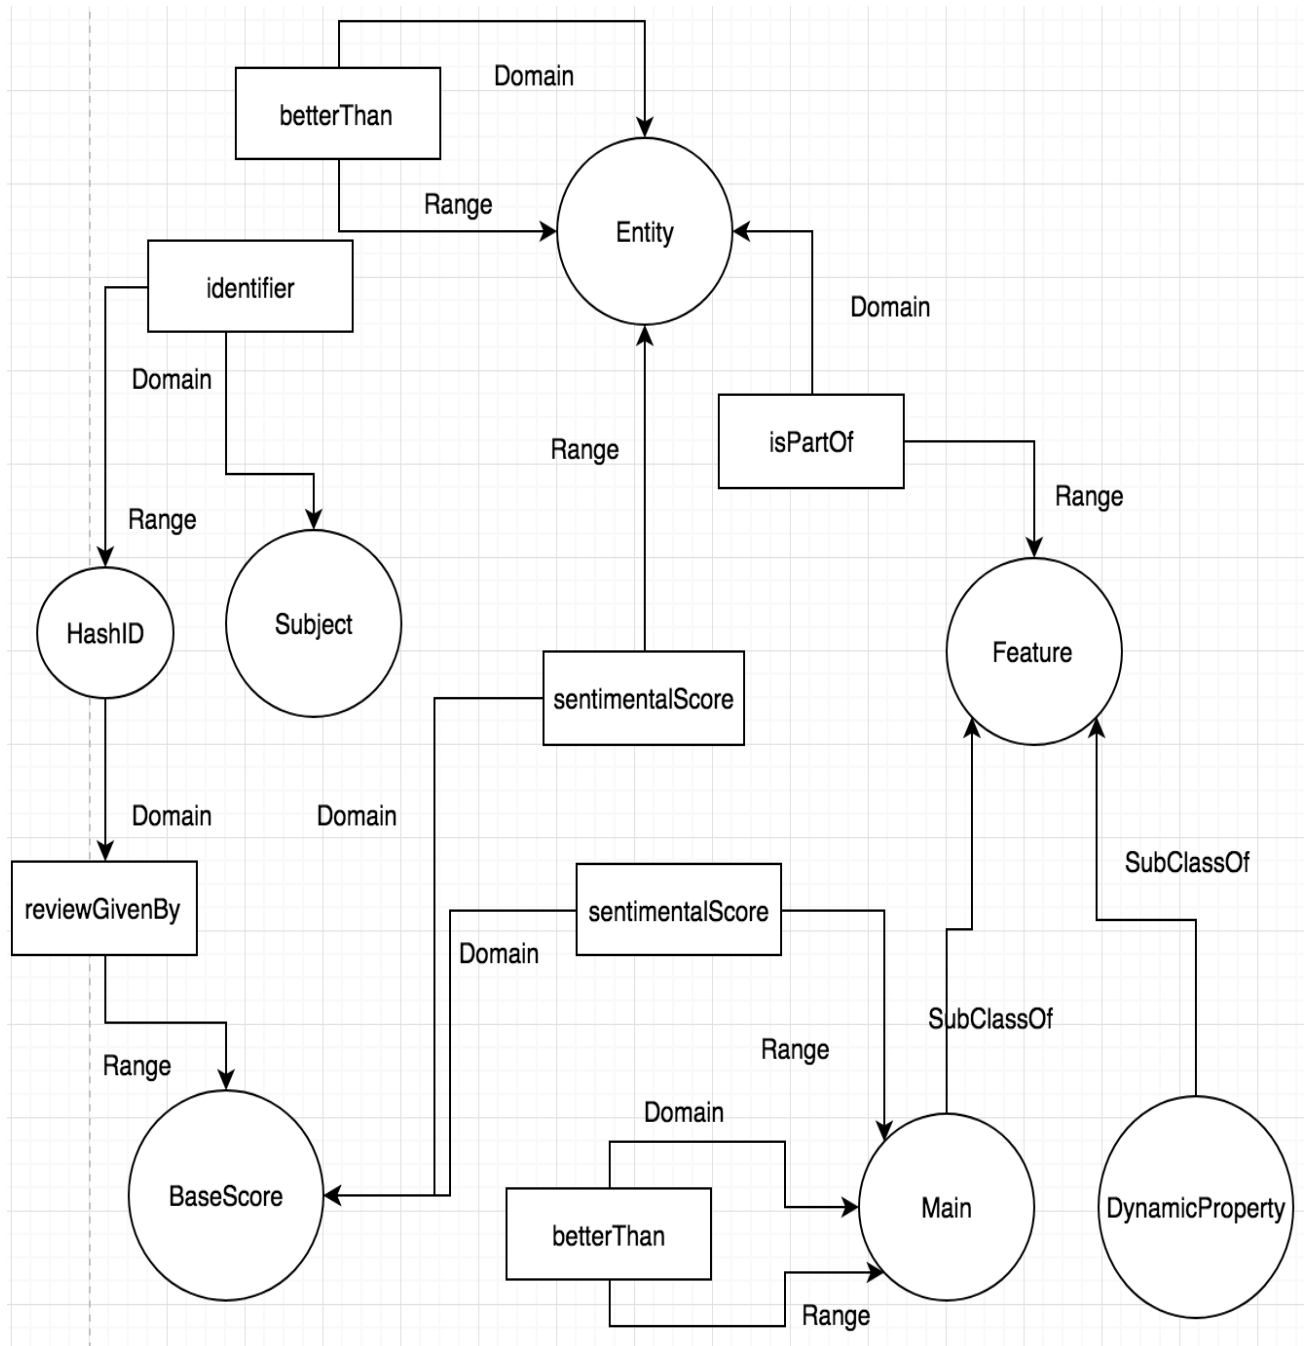 Domain
betterThan
Range
Entity
identifier
Domain
Domain
isPartOf
Range
Range
Range
HashID
Subject
Feature
sentimentalScore
Domain
Domain
SubClassOf
reviewGivenBy
sentimentalScore
Domain
SubClassOf
Range
Range
Domain
BaseScore
Main
DynamicProperty
betterThan
Range